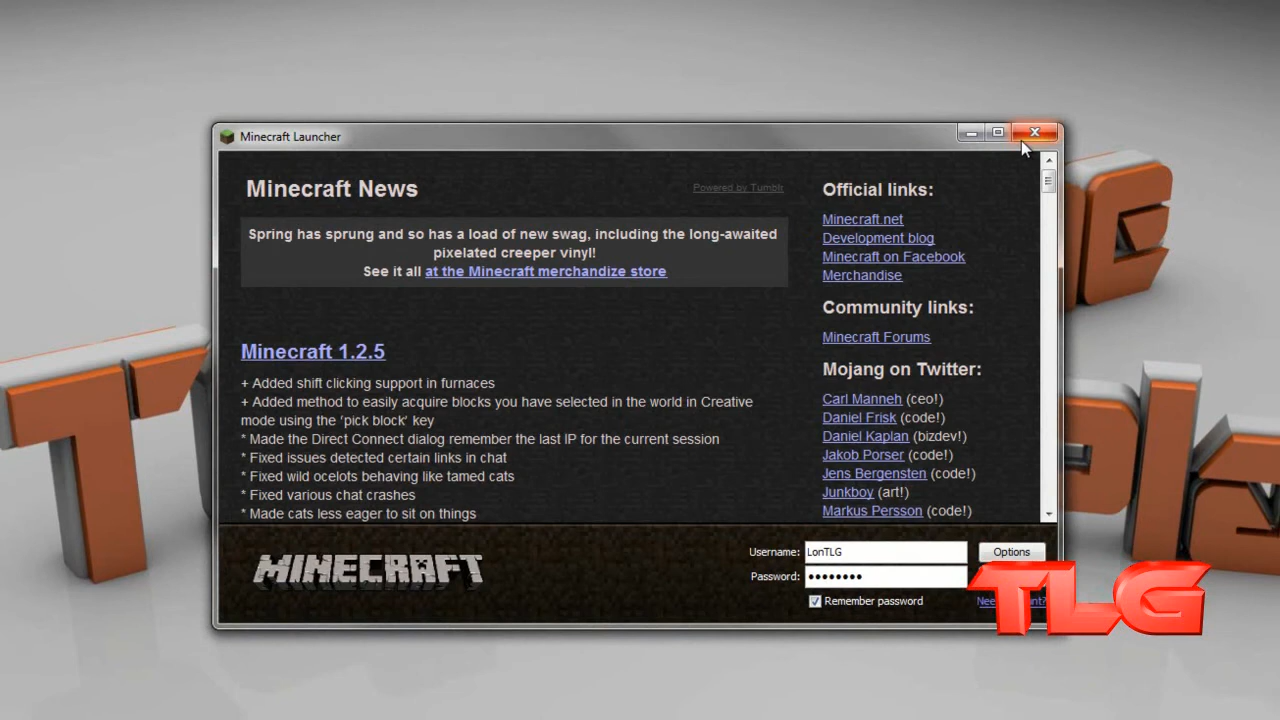 Minecraft Launcher
Minecraft News
Powered by Tumblr
Spring has sprung and so has a load of new swag, including the long-awaited
pixelated creeper vinyl!
See it all at the Minecraft merchandize store
Minecraft 1.2.5
+ Added shift clicking support in furnaces
+ Added method to easily acquire blocks you have selected in the world in Creative
mode using the 'pick block' key
* Made the Direct Connect dialog remember the last IP for the current session
* Fixed issues detected certain links in chat
* Fixed wild ocelots behaving like tamed cats
* Fixed various chat crashes
* Made cats less eager to sit on things
Official links:
Minecraft.net
Development blog
Minecraft on Facebook
Merchandise
Community links:
Minecraft Forums
Mojang on Twitter:
Carl Manneh (ceo!)
Daniel Frisk (code!)
Daniel Kaplan (bizdev!)
Jakob Porser (code!)
Jens Bergensten (code!)
Junkboy (art!)
Markus Persson (code!)
MINECRAFT
Username: LonTLG
Options
Password: ••••••••
Remember password
TLG